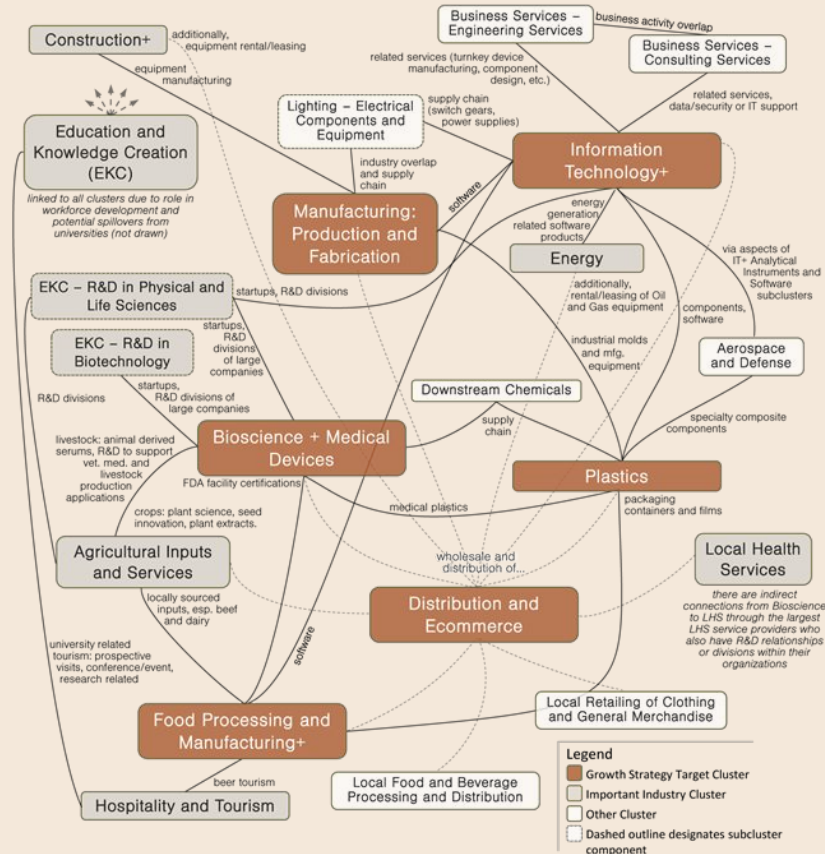 Construction+
additionally,
equipment rental/leasing
equipment
manufacturing
Business Services –
Engineering Services
business activity overlap
Business Services –
Consulting Services
related services (turnkey device
manufacturing, component
design, etc.)
related services,
data/security or IT support
Lighting – Electrical
Components and
Equipment
supply chain
(switch gears,
power supplies)
Education and
Knowledge Creation
(EKC)
linked to all clusters due to role in
workforce development and
potential spillovers from
universities (not drawn)
industry overlap
and supply
chain
Information
Technology+
software
Manufacturing:
Production and
Fabrication
energy
generation
related software
products
Energy
additionally,
rental/leasing of Oil
and Gas equipment
via aspects of
IT+ Analytical
Instruments and
Software
subclusters
EKC – R&D in Physical and
Life Sciences
startups, R&D divisions
startups,
R&D
divisions
of large
companies
components,
software
EKC – R&D in
Biotechnology
industrial molds
and mfg.
equipment
Aerospace
and Defense
R&D divisions
startups,
R&D divisions of
large companies
Downstream Chemicals
supply
chain
specialty composite
components
livestock: animal derived
serums, R&D to support
vet. med. and
livestock
production
applications
Bioscience + Medical
Devices
FDA facility certifications
Plastics
medical plastics
packaging
containers and films
crops: plant science, seed
innovation, plant extracts.
Agricultural Inputs
and Services
wholesale and
distribution of...
Local Health
Services
there are indirect
connections from Bioscience
to LHS through the largest
LHS service providers who
also have R&D relationships
or divisions within their
organizations
locally sourced
inputs, esp. beef
and dairy
Distribution and
Ecommerce
software
university related
tourism: prospective
visits, conference/event,
research related
Food Processing and
Manufacturing+
Local Retailing of Clothing
and General Merchandise
beer tourism
Hospitality and Tourism
Local Food and Beverage
Processing and Distribution
Legend
Growth Strategy Target Cluster
Important Industry Cluster
Other Cluster
Dashed outline designates subcluster
component